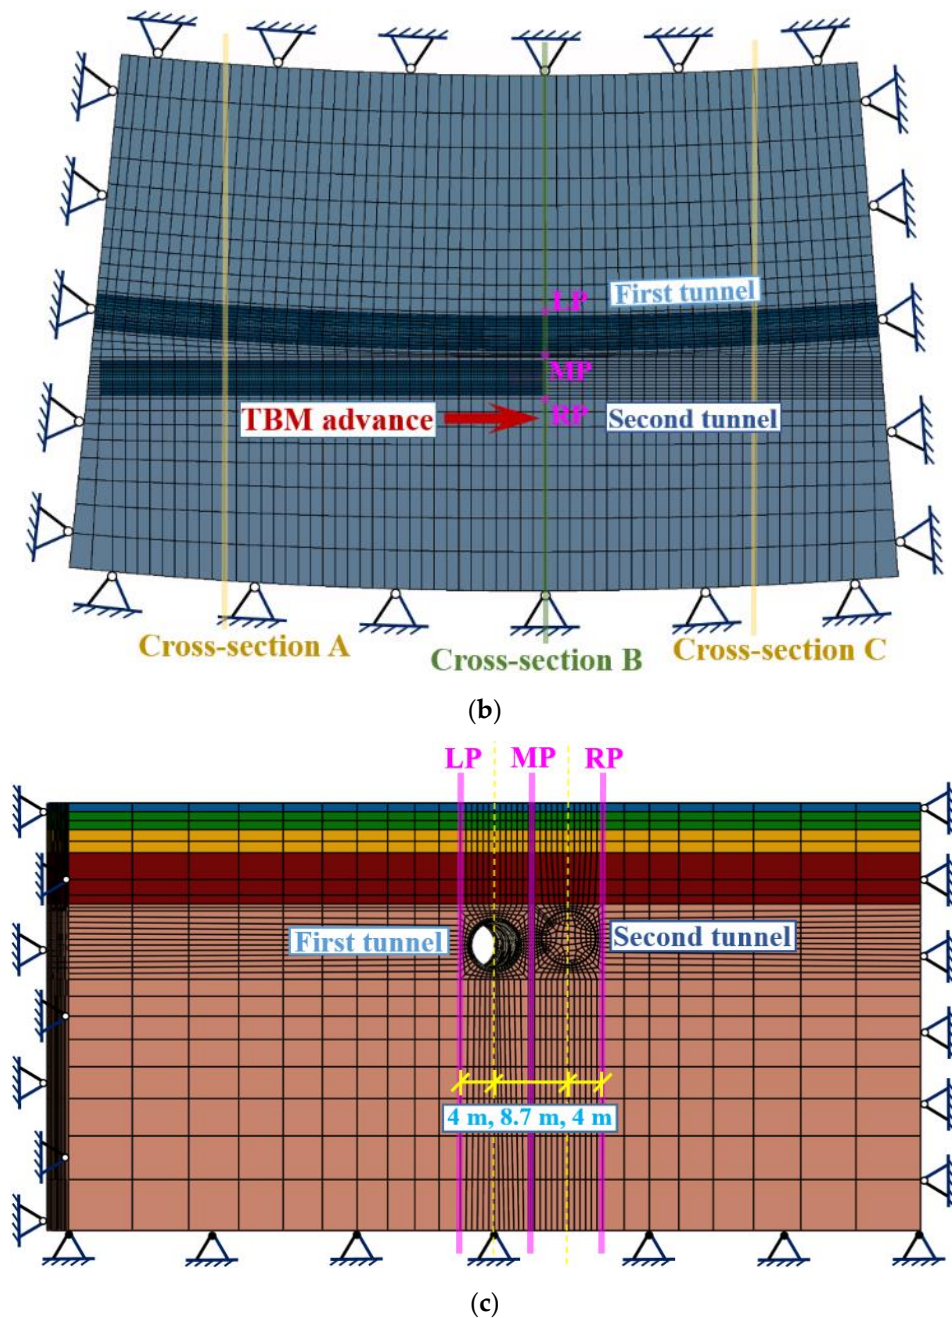 LP
First tunnel
MP
TBM advance
RP
Second tunnel
Cross-section A
Cross-section B
Cross-section C
(b)
LP
MP
RP
First tunnel
Second tunnel
4 m, 8.7 m, 4 m
(c)